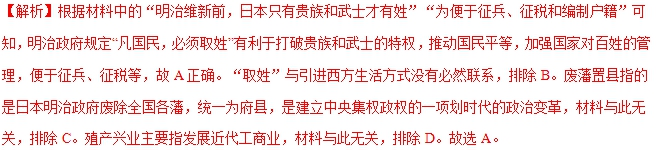 【解析】根据材料中的“明治维新前，日本只有贵族和武士才有姓”“为便于征兵、征税和编制户籍”可
知，明治政府规定“凡国民，必须取姓”有利于打破贵族和武士的特权，推动国民平等，加强国家对百姓的管
理，便于征兵、征税等，故 A 正确。“取姓”与引进西方生活方式没有必然联系，排除 B。废藩置县指的
是日本明治政府废除全国各藩，统一为府县，是建立中央集权政权的一项划时代的政治变革，材料与此无
关，排除 C。殖产兴业主要指发展近代工商业，材料与此无关，排除 D。故选 A。